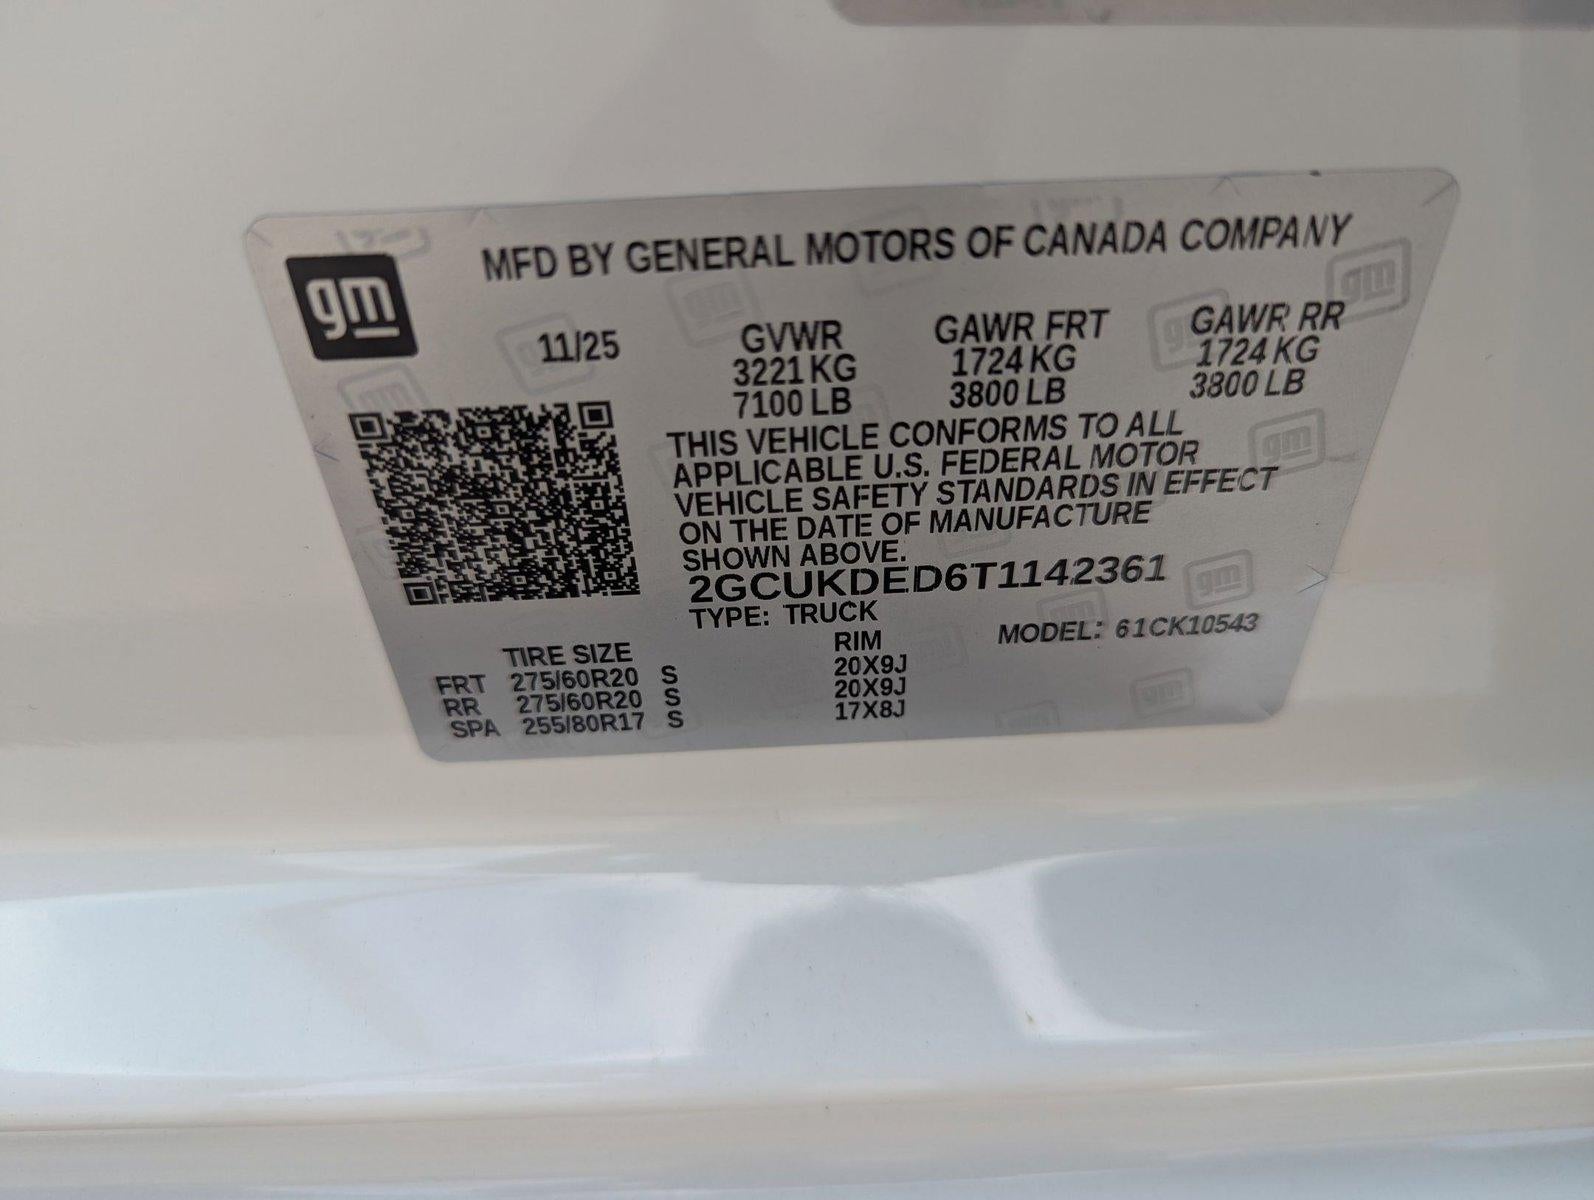 gm
MFD BY GENERAL MOTORS OF CANADA COMPANY
11/25 GVWR GAWR FRT GAWR RR
3221 KG 1724 KG 1724 KG
7100 LB 3800 LB 3800 LB
THIS VEHICLE CONFORMS TO ALL
APPLICABLE U.S. FEDERAL MOTOR
VEHICLE SAFETY STANDARDS IN EFFECT
ON THE DATE OF MANUFACTURE
SHOWN ABOVE.
2GCUKDED6T1142361
TYPE: TRUCK
MODEL: 61CK10543
TIRE SIZE RIM
FRT 275/60R20 S 20X9J
RR 275/60R20 S 20X9J
SPA 255/80R17 S 17X8J